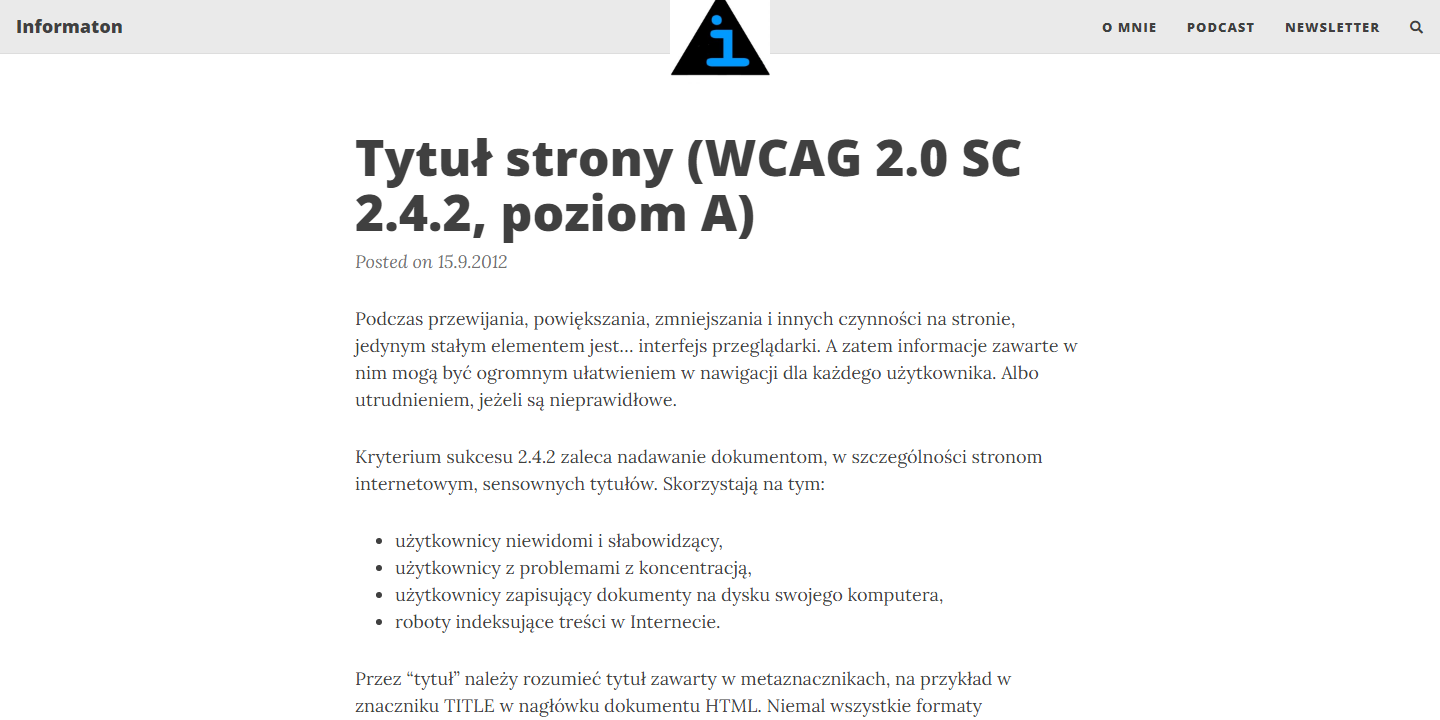 Informaton
i
O MNIE
PODCAST
NEWSLETTER
Tytuł strony (WCAG 2.0 SC
2.4.2, poziom A)
Posted on 15.9.2012
Podczas przewijania, powiększania, zmniejszania i innych czynności na stronie,
jedynym stałym elementem jest… interfejs przeglądarki. A zatem informacje zawarte w
nim mogą być ogromnym ułatwieniem w nawigacji dla każdego użytkownika. Albo
utrudnieniem, jeżeli są nieprawidłowe.
Kryterium sukcesu 2.4.2 zaleca nadawanie dokumentom, w szczególności stronom
internetowym, sensownych tytułów. Skorzystają na tym:
• użytkownicy niewidomi i słabowidzący,
• użytkownicy z problemami z koncentracją,
• użytkownicy zapisujący dokumenty na dysku swojego komputera,
• roboty indeksujące treści w Internecie.
Przez “tytuł” należy rozumieć tytuł zawarty w metaznacznikach, na przykład w
znaczniku TITLE w nagłówku dokumentu HTML. Niemal wszystkie formaty